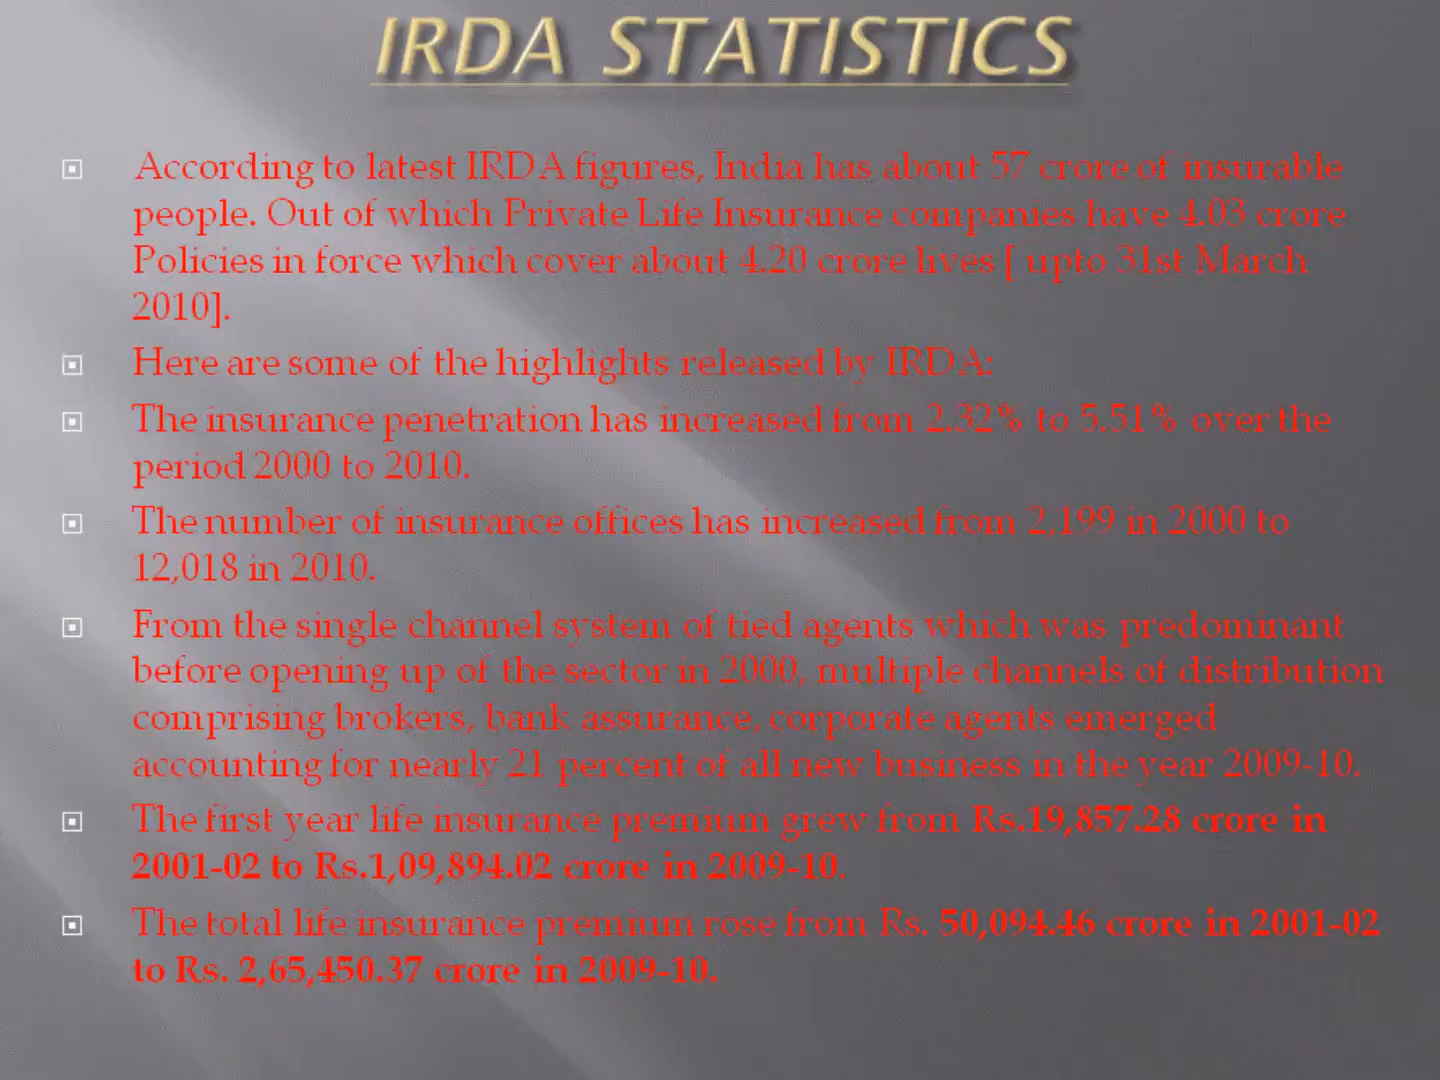 IRDA STATISTICS
According to latest IRDA figures, India has about 57 crore of insurable
people. Out of which Private Life Insurance companies have 4.03 crore
Policies in force which cover about 4.20 crore lives [ upto 31st March
2010].
Here are some of the highlights released by IRDA:
The insurance penetration has increased from 2.32% to 5.51% over the
period 2000 to 2010.
The number of insurance offices has increased from 2,199 in 2000 to
12,018 in 2010.
From the single channel system of tied agents which was predominant
before opening up of the sector in 2000, multiple channels of distribution
comprising brokers, bank assurance, corporate agents emerged
accounting for nearly 21 percent of all new business in the year 2009-10.
The first year life insurance premium grew from Rs.19,857.28 crore in
2001-02 to Rs.1,09,894.02 crore in 2009-10.
The total life insurance premium rose from Rs. 50,094.46 crore in 2001-02
to Rs. 2,65,450.37 crore in 2009-10.